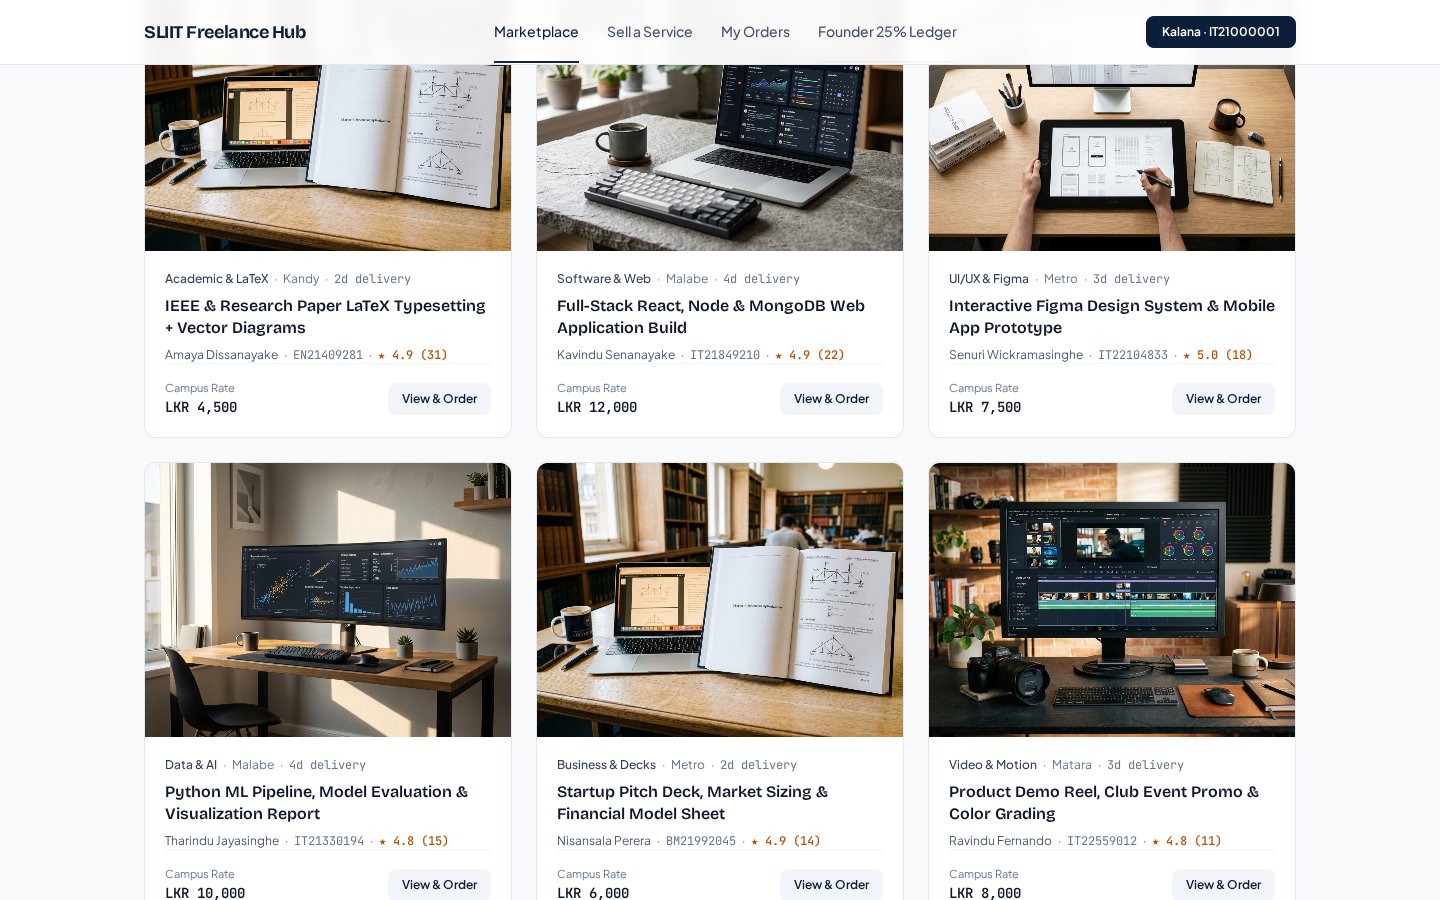 SLIIT Freelance Hub
Marketplace
Sell a Service
My Orders
Founder 25% Ledger
Kalana · IT21000001
Academic & LaTeX · Kandy · 2d delivery
IEEE & Research Paper LaTeX Typesetting
+ Vector Diagrams
Amaya Dissanayake · EN21409281 · ★ 4.9 (31)
Campus Rate
LKR 4,500
View & Order
Software & Web · Malabe · 4d delivery
Full-Stack React, Node & MongoDB Web
Application Build
Kavindu Senanayake · IT21849210 · ★ 4.9 (22)
Campus Rate
LKR 12,000
View & Order
UI/UX & Figma · Metro · 3d delivery
Interactive Figma Design System & Mobile
App Prototype
Senuri Wickramasinghe · IT22104833 · ★ 5.0 (18)
Campus Rate
LKR 7,500
View & Order
Data & AI · Malabe · 4d delivery
Python ML Pipeline, Model Evaluation &
Visualization Report
Tharindu Jayasinghe · IT21330194 · ★ 4.8 (15)
Campus Rate
LKR 10,000
View & Order
Business & Decks · Metro · 2d delivery
Startup Pitch Deck, Market Sizing &
Financial Model Sheet
Nisansala Perera · BM21992045 · ★ 4.9 (14)
Campus Rate
LKR 6,000
View & Order
Video & Motion · Matara · 3d delivery
Product Demo Reel, Club Event Promo &
Color Grading
Ravindu Fernando · IT22559012 · ★ 4.8 (11)
Campus Rate
LKR 8,000
View & Order